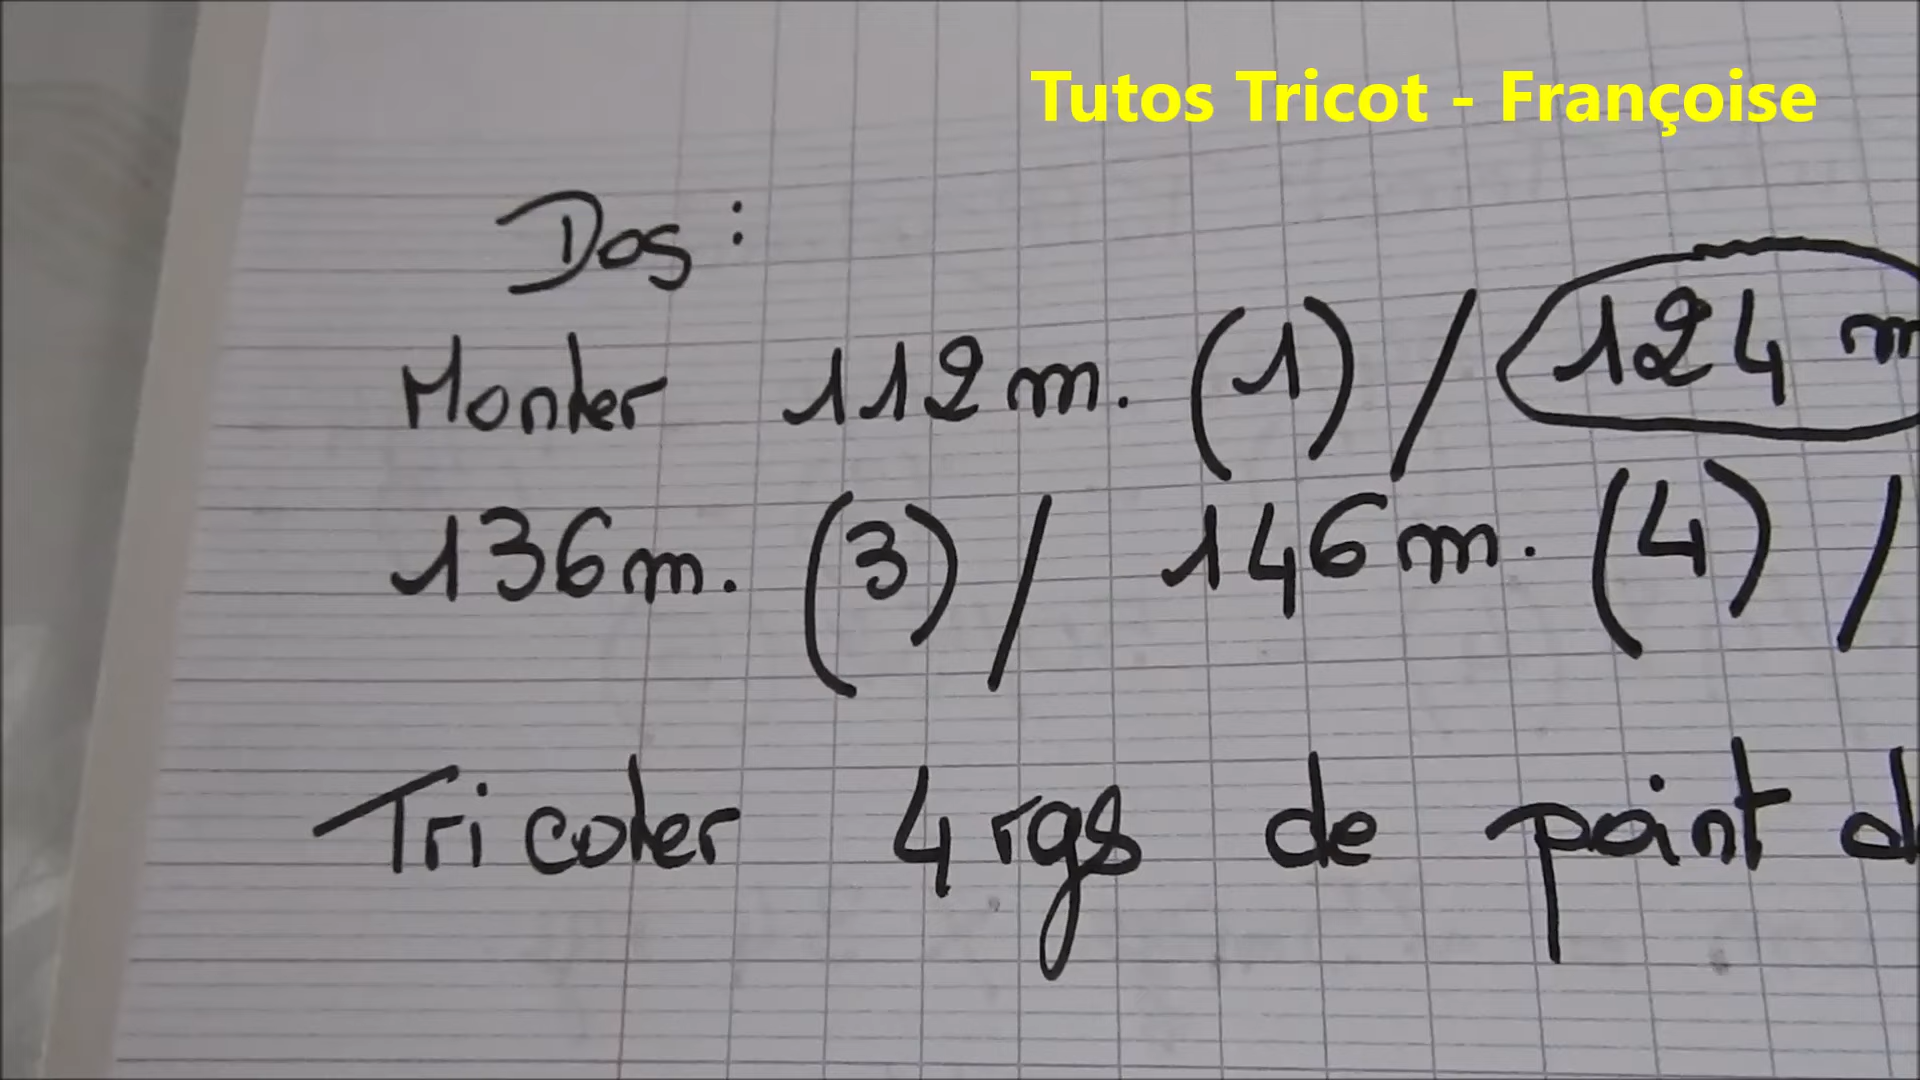 Tutos Tricot - Françoise
Dos :
Monter 112 m. (1) / 124 m
136 m. (3) / 146 m. (4) /
Tricoter 4 rgs de point d